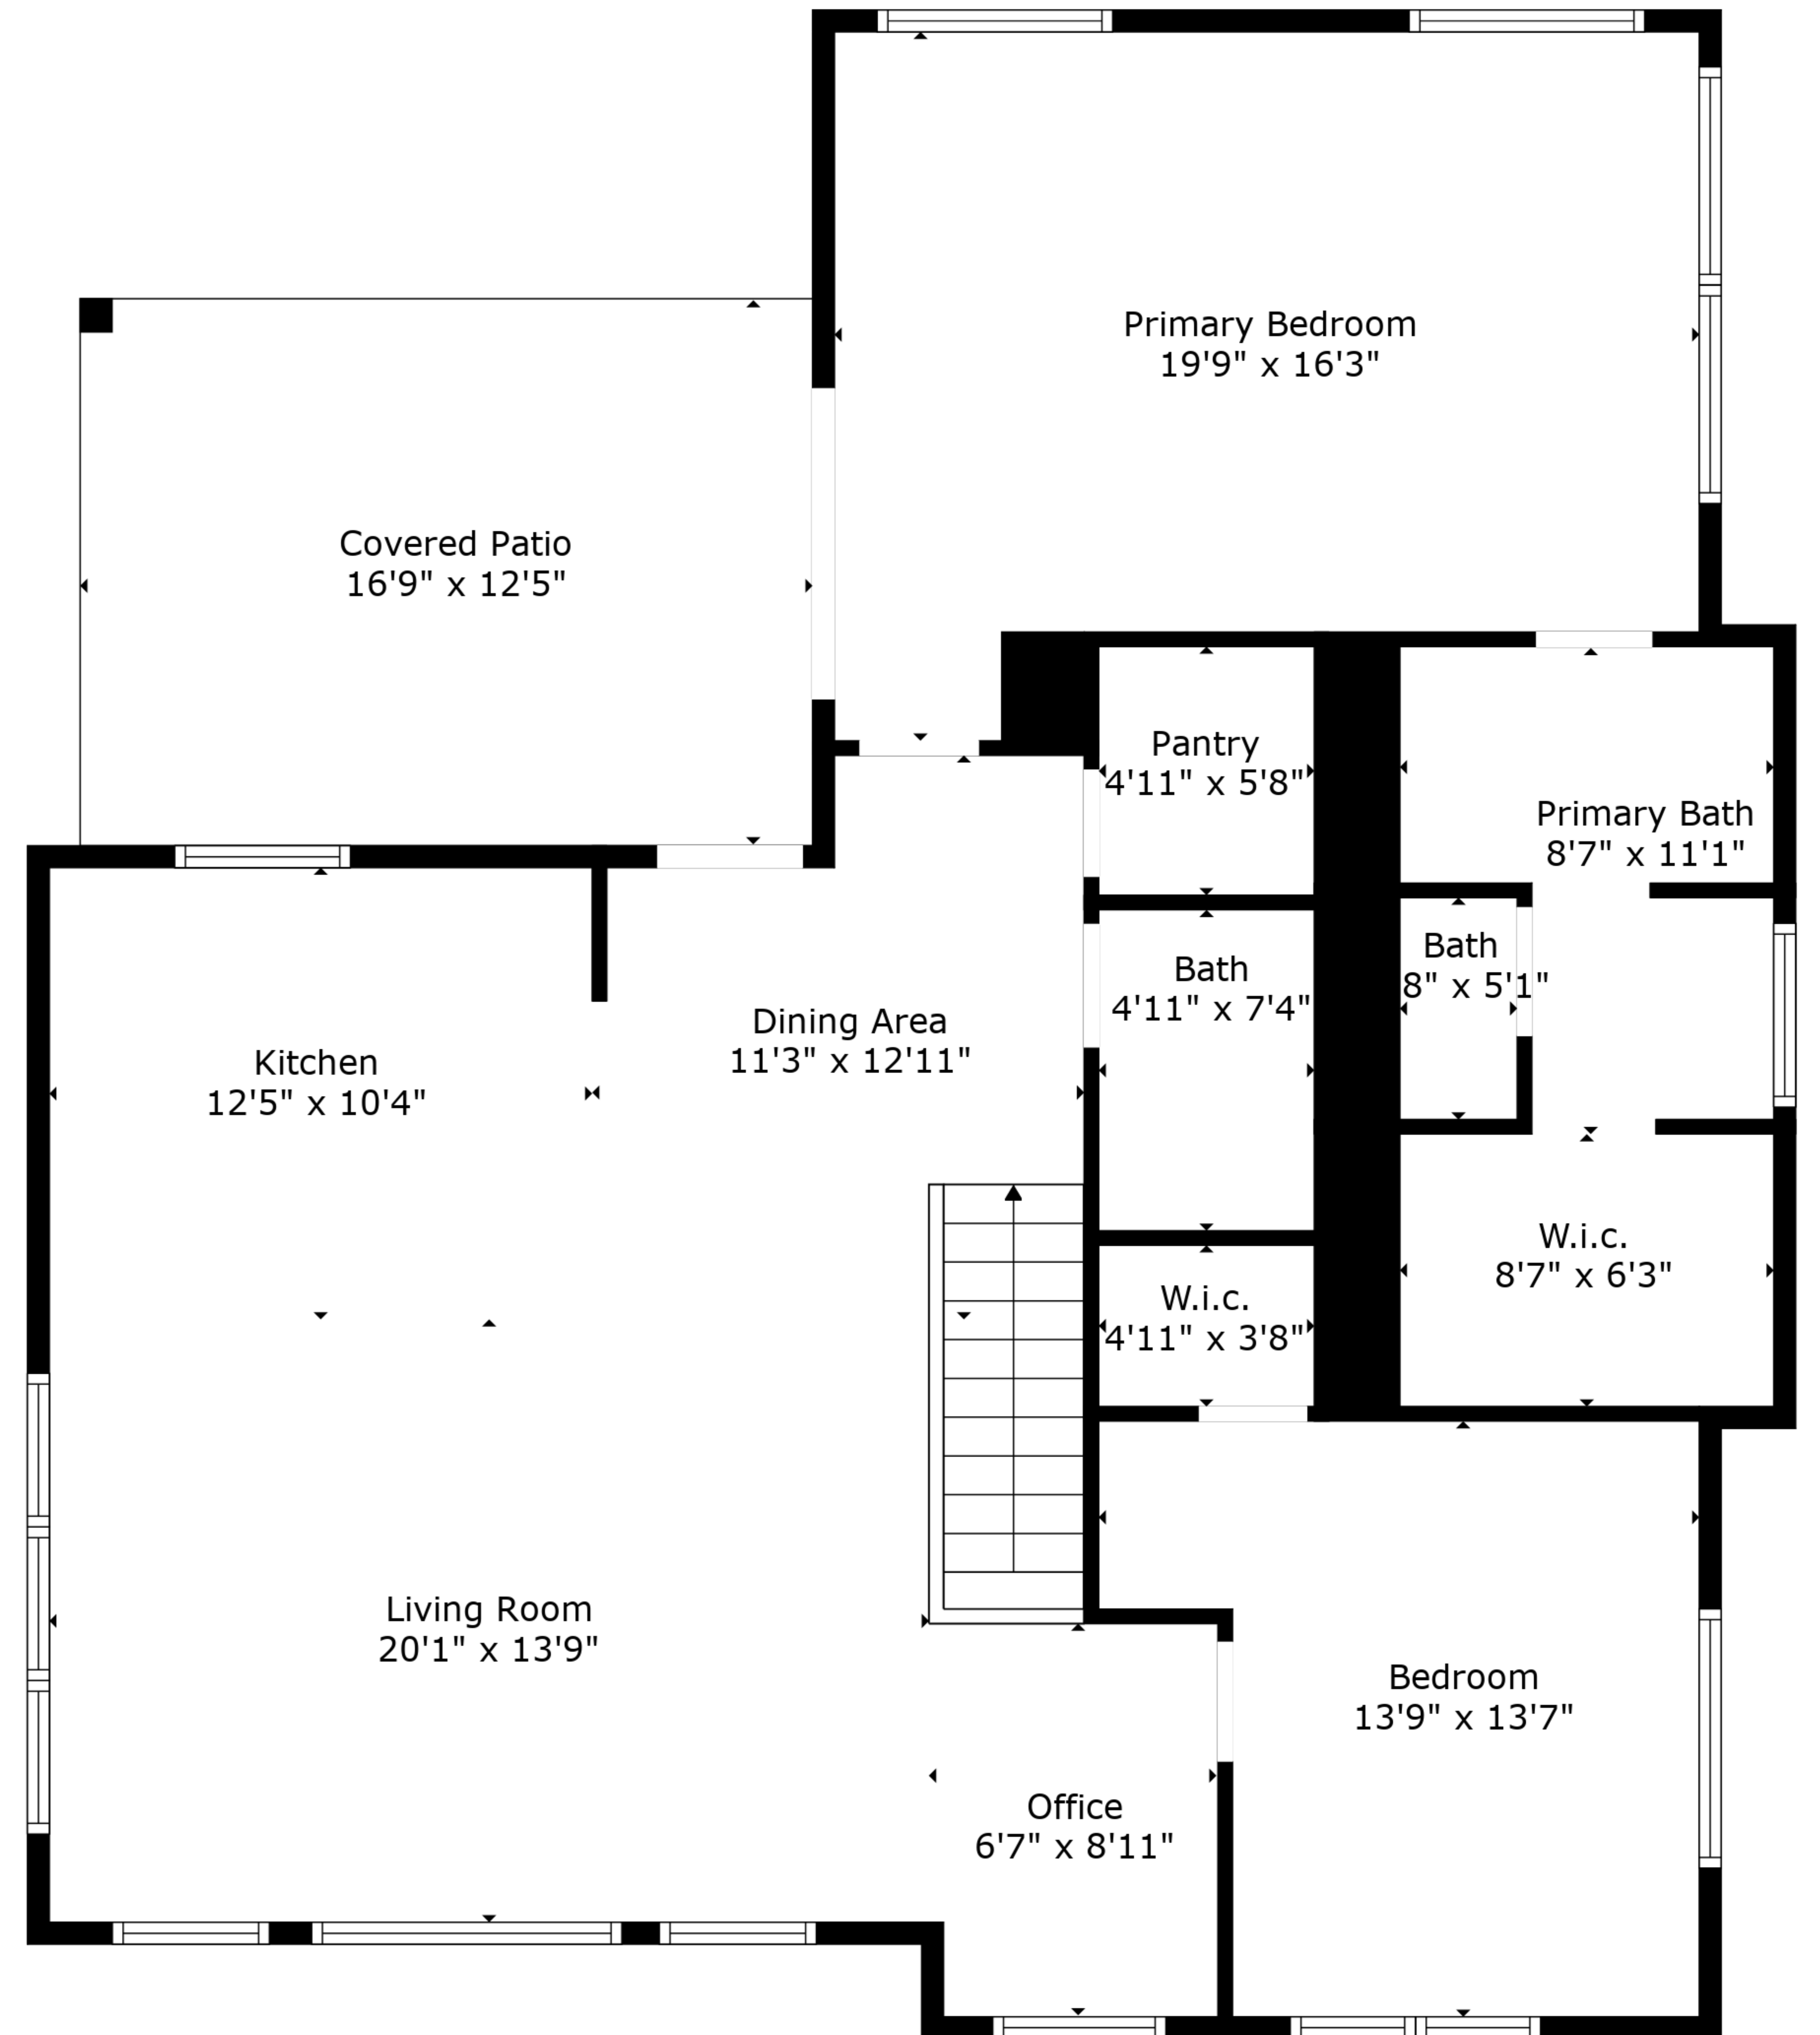 Primary Bedroom
19'9" x 16'3"
Covered Patio
16'9" x 12'5"
Pantry
4'11" x 5'8"
Primary Bath
8'7" x 11'1"
Bath
8" x 5'1"
Bath
4'11" x 7'4"
Dining Area
11'3" x 12'11"
Kitchen
12'5" x 10'4"
W.i.c.
8'7" x 6'3"
W.i.c.
4'11" x 3'8"
Living Room
20'1" x 13'9"
Bedroom
13'9" x 13'7"
Office
6'7" x 8'11"